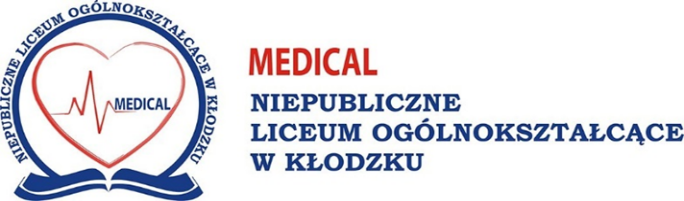 NIEPUBLICZNE LICEUM OGÓLNOKSZTAŁCĄCE W KŁODZKU
MEDICAL
MEDICAL
NIEPUBLICZNE
LICEUM OGÓLNOKSZTAŁCĄCE
W KŁODZKU